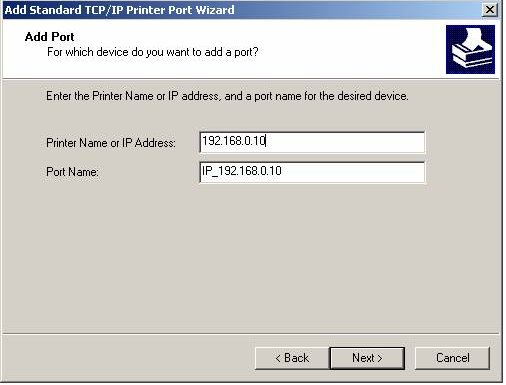 Add Standard TCP/IP Printer Port Wizard
Add Port
For which device do you want to add a port?
Enter the Printer Name or IP address, and a port name for the desired device.
Printer Name or IP Address: 192.168.0.10
Port Name: IP_192.168.0.10
< Back Next > Cancel